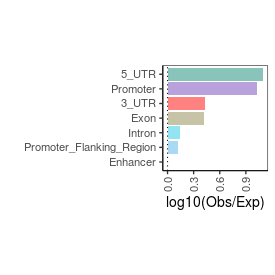 5_UTR
Promoter
3_UTR
Exon
Intron
Promoter_Flanking_Region
Enhancer
0.0
0.3
0.6
0.9
log10(Obs/Exp)